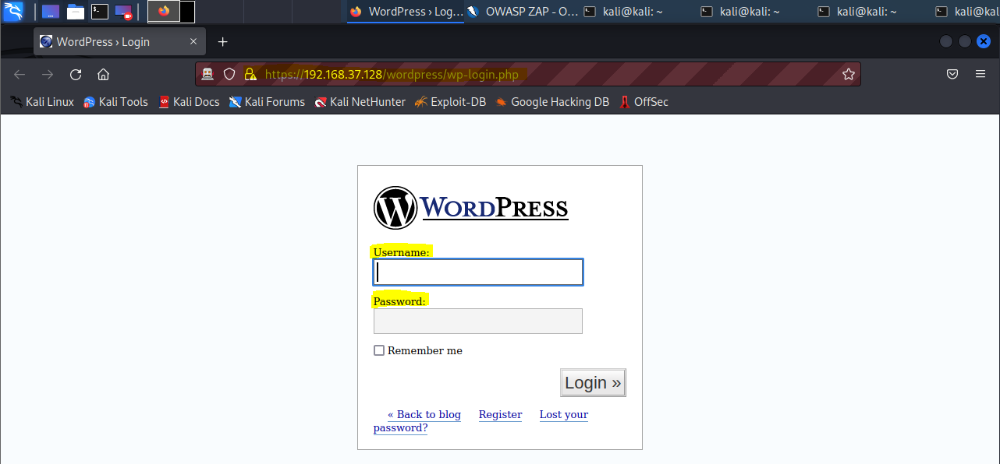 WordPress › Log... OWASP ZAP - O... kali@kali: ~ kali@kali: ~ kali@kali: ~ kali@kal
WordPress › Login
https://192.168.37.128/wordpress/wp-login.php
Kali Linux Kali Tools Kali Docs Kali Forums Kali NetHunter Exploit-DB Google Hacking DB OffSec
WORDPRESS
Username:
Password:
Remember me
Login »
« Back to blog Register Lost your
password?